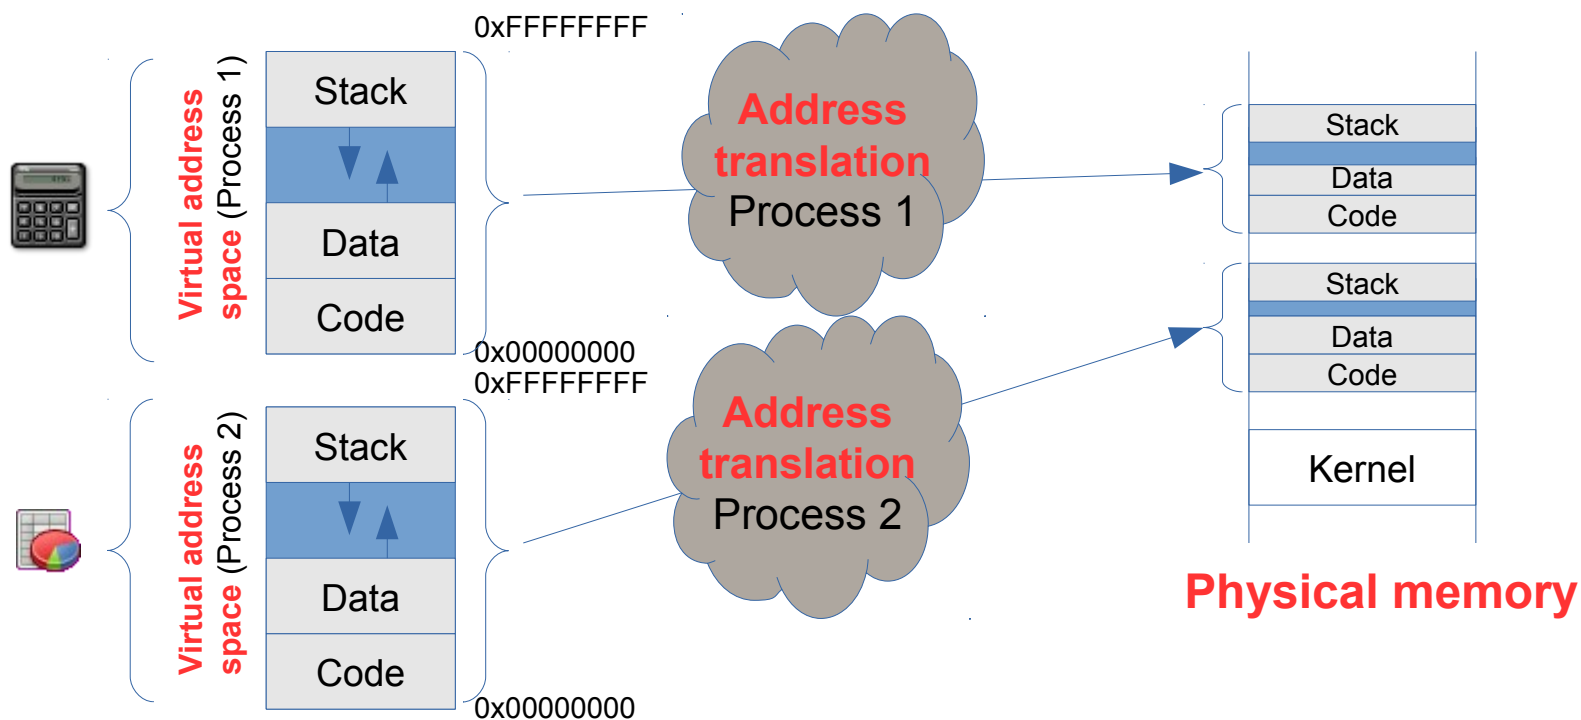 0xFFFFFFFF
Virtual address
space (Process 1)
Stack
Data
Code
0x00000000
Address
translation
Process 1
0xFFFFFFFF
Virtual address
space (Process 2)
Stack
Data
Code
0x00000000
Address
translation
Process 2
Stack
Data
Code
Stack
Data
Code
Kernel
Physical memory